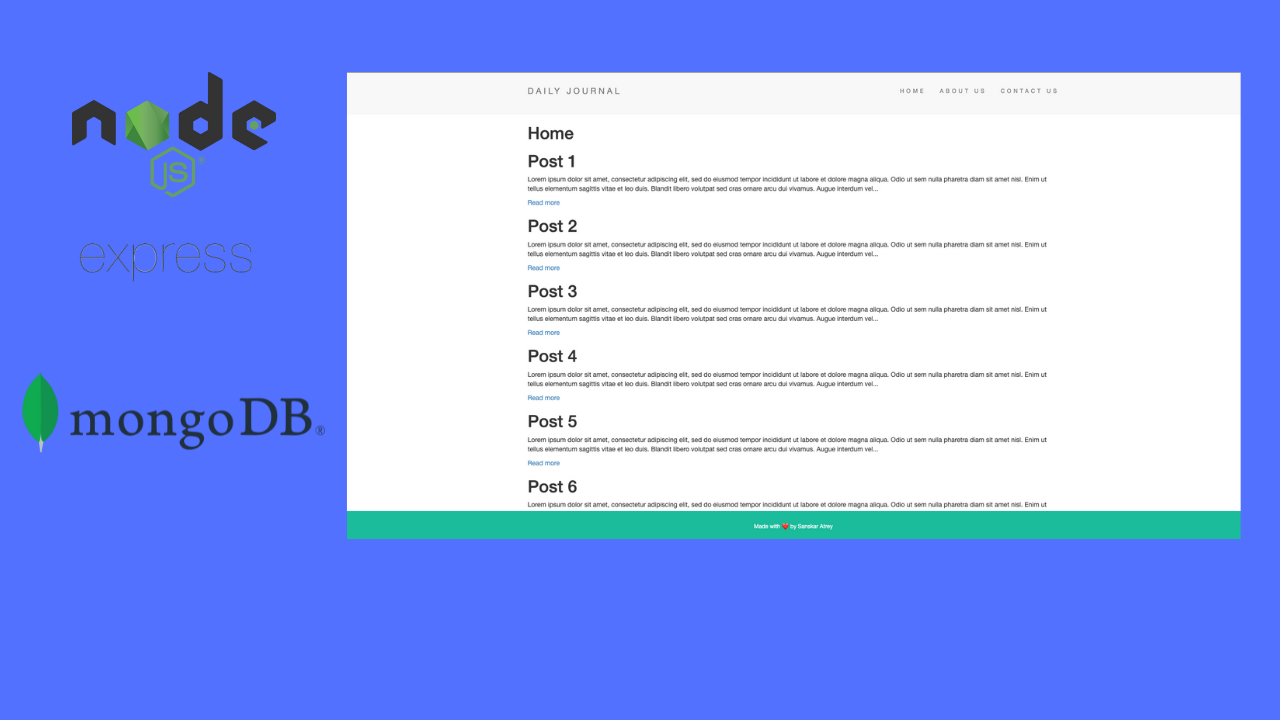 node
JS®
express
mongoDB®
DAILY JOURNAL
HOME ABOUT US CONTACT US
Home
Post 1
Lorem ipsum dolor sit amet, consectetur adipiscing elit, sed do eiusmod tempor incididunt ut labore et dolore magna aliqua. Odio ut sem nulla pharetra diam sit amet nisl. Enim ut
tellus elementum sagittis vitae et leo duis. Blandit libero volutpat sed cras ornare arcu dui vivamus. Augue interdum vel...
Read more
Post 2
Lorem ipsum dolor sit amet, consectetur adipiscing elit, sed do eiusmod tempor incididunt ut labore et dolore magna aliqua. Odio ut sem nulla pharetra diam sit amet nisl. Enim ut
tellus elementum sagittis vitae et leo duis. Blandit libero volutpat sed cras ornare arcu dui vivamus. Augue interdum vel...
Read more
Post 3
Lorem ipsum dolor sit amet, consectetur adipiscing elit, sed do eiusmod tempor incididunt ut labore et dolore magna aliqua. Odio ut sem nulla pharetra diam sit amet nisl. Enim ut
tellus elementum sagittis vitae et leo duis. Blandit libero volutpat sed cras ornare arcu dui vivamus. Augue interdum vel...
Read more
Post 4
Lorem ipsum dolor sit amet, consectetur adipiscing elit, sed do eiusmod tempor incididunt ut labore et dolore magna aliqua. Odio ut sem nulla pharetra diam sit amet nisl. Enim ut
tellus elementum sagittis vitae et leo duis. Blandit libero volutpat sed cras ornare arcu dui vivamus. Augue interdum vel...
Read more
Post 5
Lorem ipsum dolor sit amet, consectetur adipiscing elit, sed do eiusmod tempor incididunt ut labore et dolore magna aliqua. Odio ut sem nulla pharetra diam sit amet nisl. Enim ut
tellus elementum sagittis vitae et leo duis. Blandit libero volutpat sed cras ornare arcu dui vivamus. Augue interdum vel...
Read more
Post 6
Lorem ipsum dolor sit amet, consectetur adipiscing elit, sed do eiusmod tempor incididunt ut labore et dolore magna aliqua. Odio ut sem nulla pharetra diam sit amet nisl. Enim ut
Made with ❤️ by Sanskar Atrey